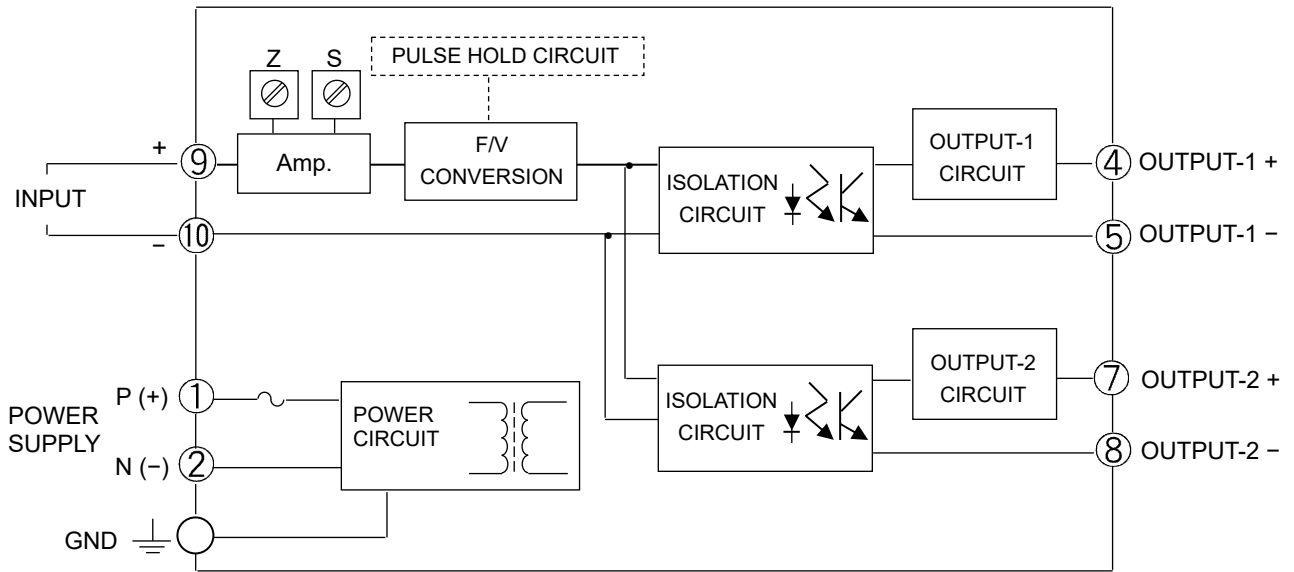 Z S
PULSE HOLD CIRCUIT
+
9
Amp.
F/V
CONVERSION
INPUT
−
10
ISOLATION
CIRCUIT
OUTPUT-1
CIRCUIT
4 OUTPUT-1 +
5 OUTPUT-1 −
POWER
SUPPLY
P (+) 1
N (−) 2
GND
POWER
CIRCUIT
ISOLATION
CIRCUIT
OUTPUT-2
CIRCUIT
7 OUTPUT-2 +
8 OUTPUT-2 −